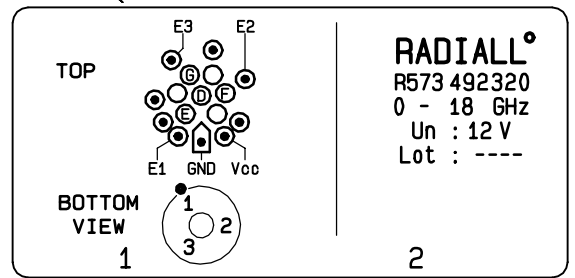 E3 E2
TOP
G
D F
E
E1 GND Vcc
BOTTOM
VIEW
1
2
3
1
RADIALL°
R573 492320
0 - 18 GHz
Un : 12 V
Lot : ----
2